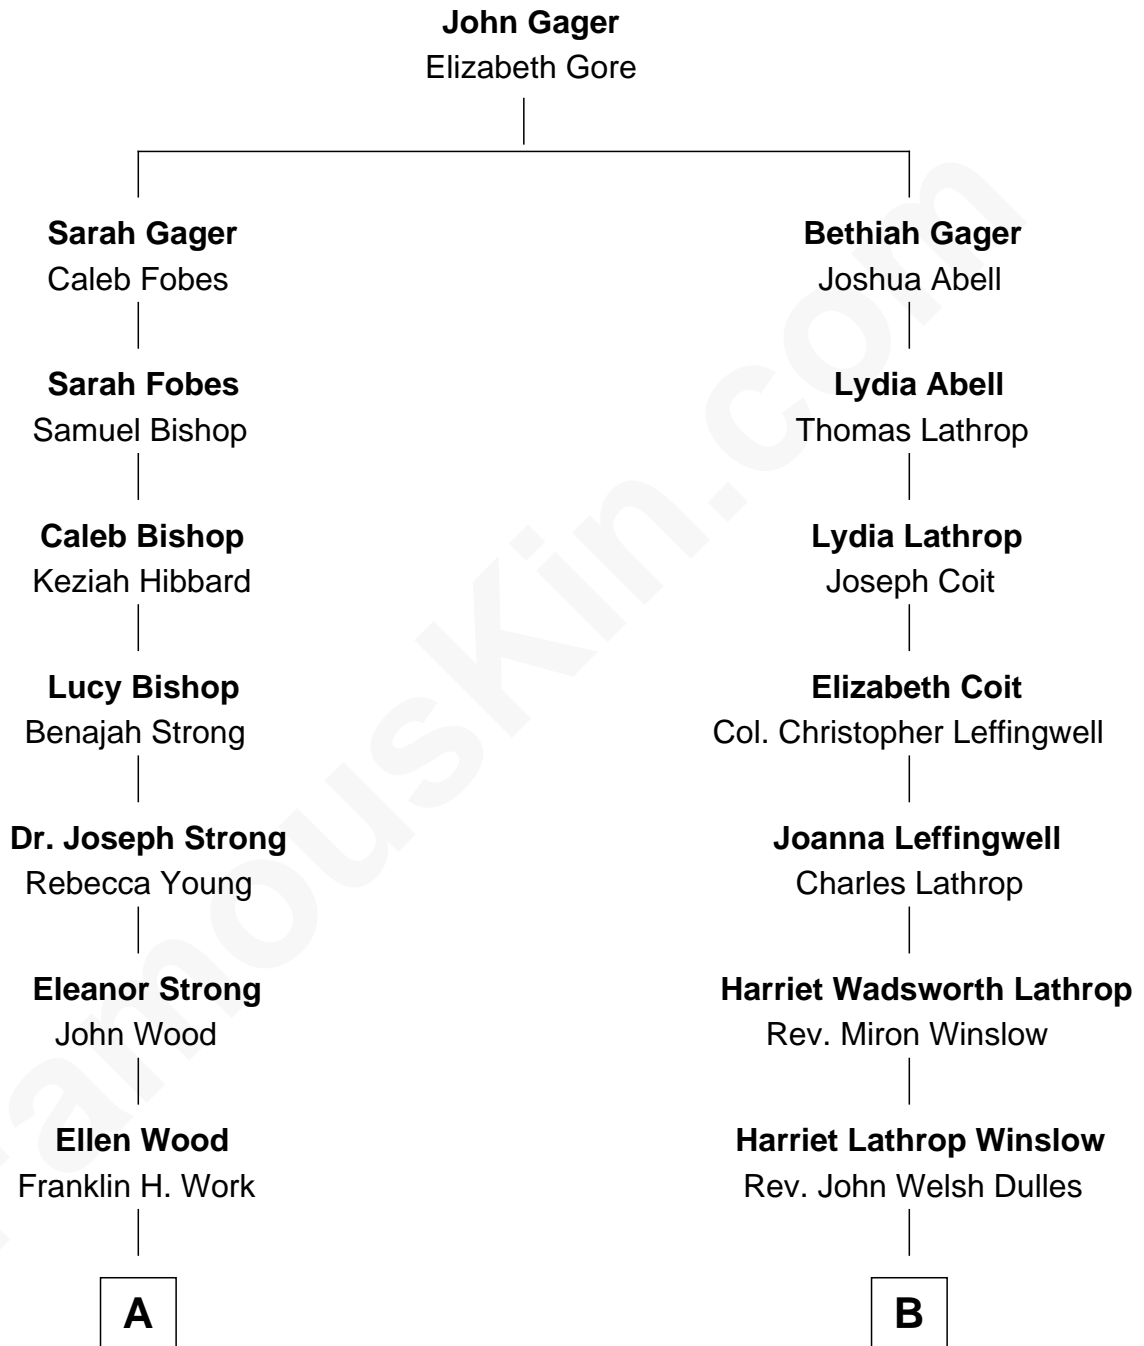 John Gager
Elizabeth Gore
Sarah Gager
Caleb Fobes
Bethiah Gager
Joshua Abell
Sarah Fobes
Samuel Bishop
Lydia Abell
Thomas Lathrop
Caleb Bishop
Keziah Hibbard
Lydia Lathrop
Joseph Coit
Lucy Bishop
Benajah Strong
Elizabeth Coit
Col. Christopher Leffingwell
Dr. Joseph Strong
Rebecca Young
Joanna Leffingwell
Charles Lathrop
Eleanor Strong
John Wood
Harriet Wadsworth Lathrop
Rev. Miron Winslow
Ellen Wood
Franklin H. Work
Harriet Lathrop Winslow
Rev. John Welsh Dulles
A
B
FamousKin.com